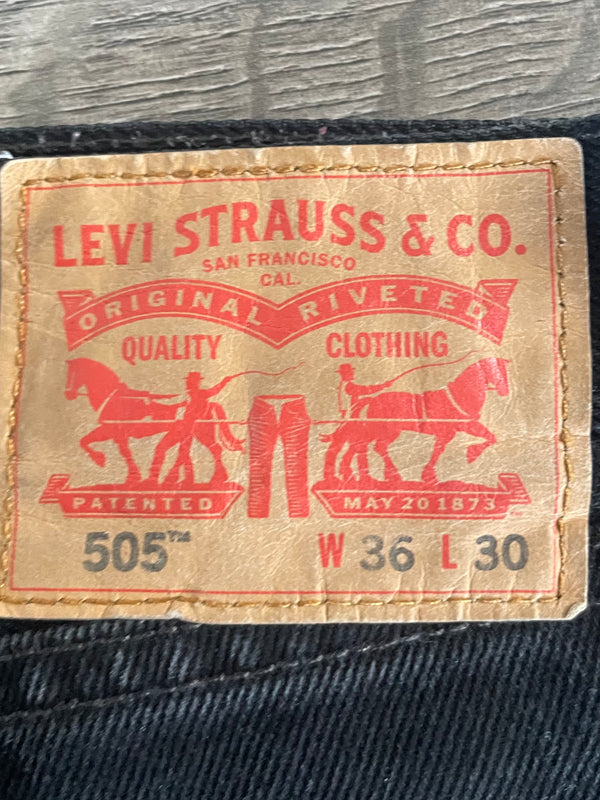 LEVI STRAUSS & CO.
SAN FRANCISCO
CAL.
ORIGINAL RIVETED
QUALITY CLOTHING
PATENTED MAY 20 1873
505™ W 36 L 30